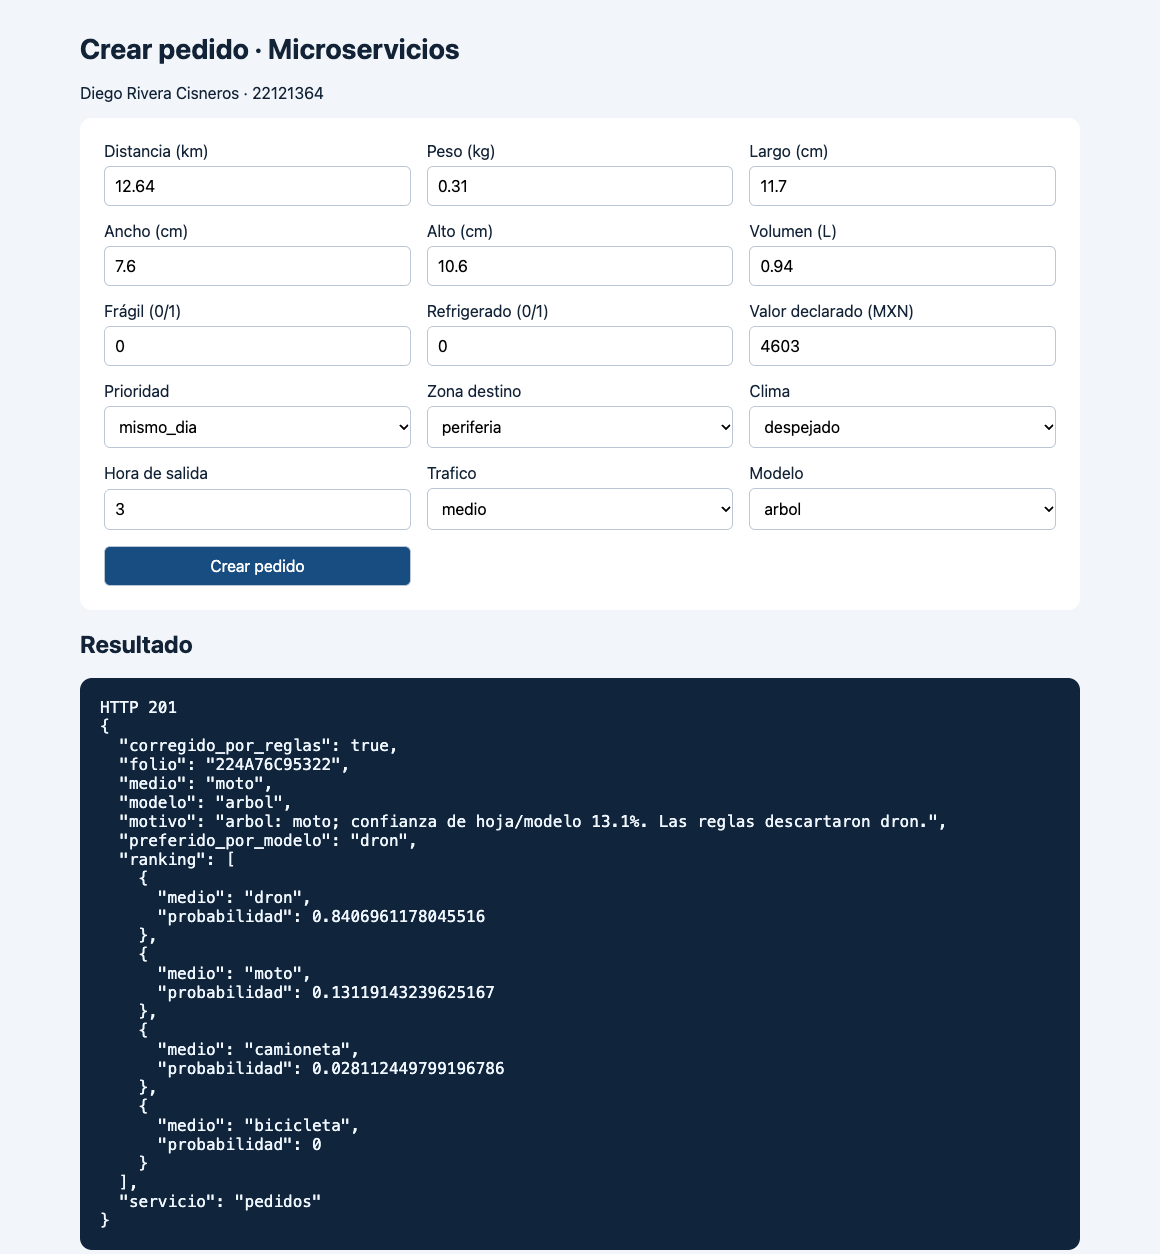 Crear pedido · Microservicios
Diego Rivera Cisneros · 22121364
Distancia (km) Peso (kg) Largo (cm)
12.64 0.31 11.7
Ancho (cm) Alto (cm) Volumen (L)
7.6 10.6 0.94
Frágil (0/1) Refrigerado (0/1) Valor declarado (MXN)
0 0 4603
Prioridad Zona destino Clima
mismo_dia periferia despejado
Hora de salida Trafico Modelo
3 medio arbol
Crear pedido
Resultado
HTTP 201
{
  "corregido_por_reglas": true,
  "folio": "224A76C95322",
  "medio": "moto",
  "modelo": "arbol",
  "motivo": "arbol: moto; confianza de hoja/modelo 13.1%. Las reglas descartaron dron.",
  "preferido_por_modelo": "dron",
  "ranking": [
    {
      "medio": "dron",
      "probabilidad": 0.8406961178045516
    },
    {
      "medio": "moto",
      "probabilidad": 0.13119143239625167
    },
    {
      "medio": "camioneta",
      "probabilidad": 0.028112449799196786
    },
    {
      "medio": "bicicleta",
      "probabilidad": 0
    }
  ],
  "servicio": "pedidos"
}